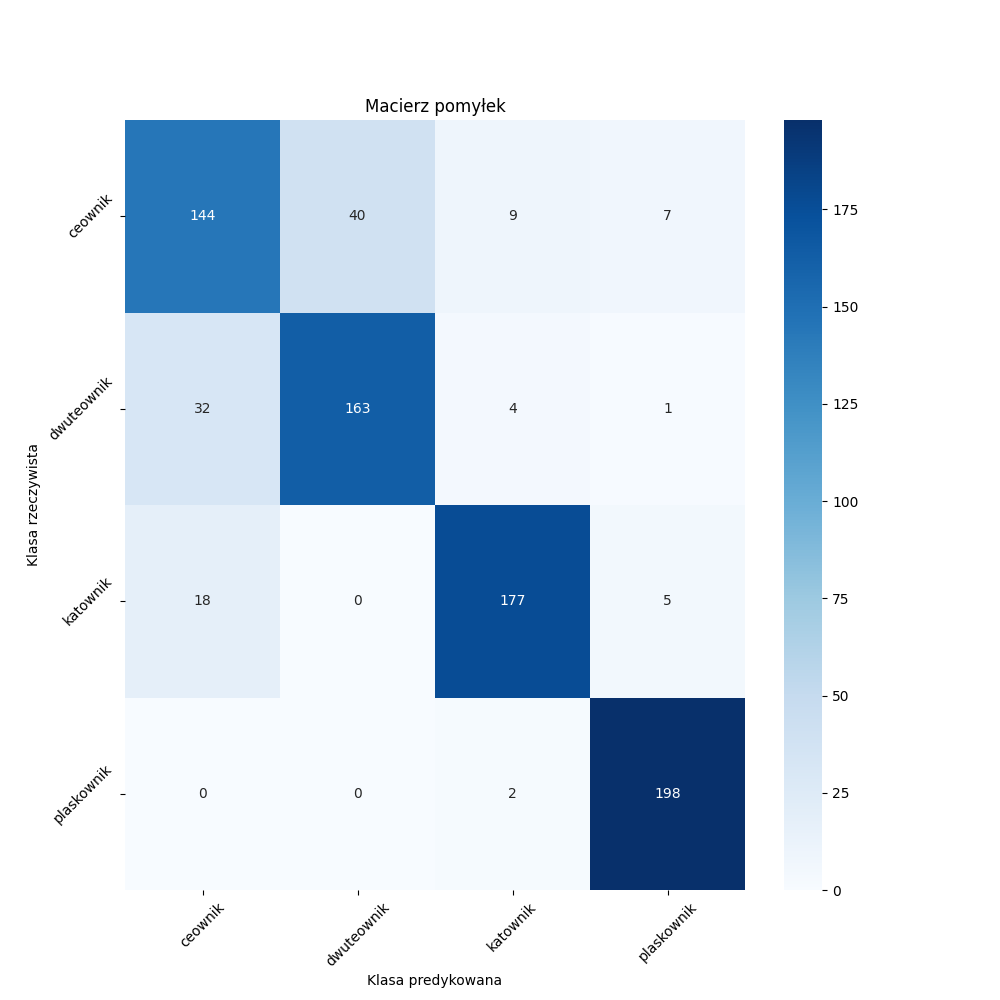 Macierz pomyłek
ceownik 144 40 9 7
dwuteownik 32 163 4 1
katownik 18 0 177 5
plaskownik 0 0 2 198
Klasa rzeczywista
ceownik dwuteownik katownik plaskownik
Klasa predykowana
175
150
125
100
75
50
25
0